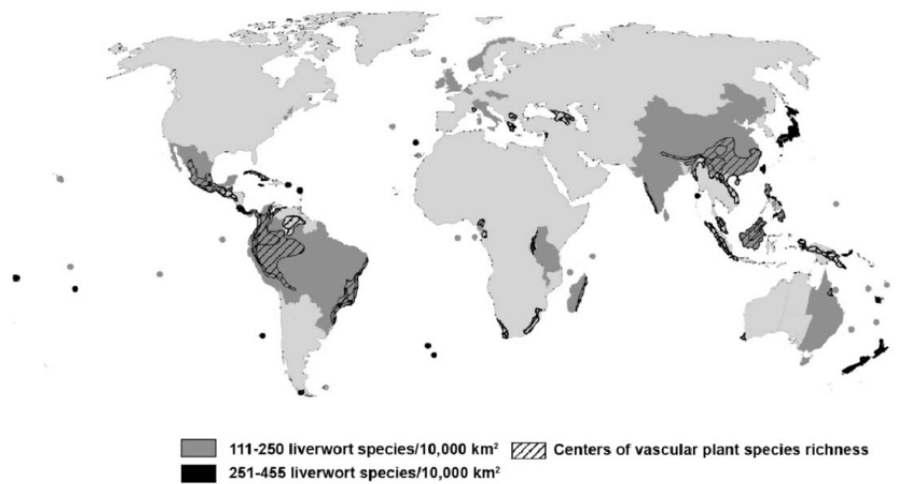 111-250 liverwort species/10,000 km²
Centers of vascular plant species richness
251-455 liverwort species/10,000 km²